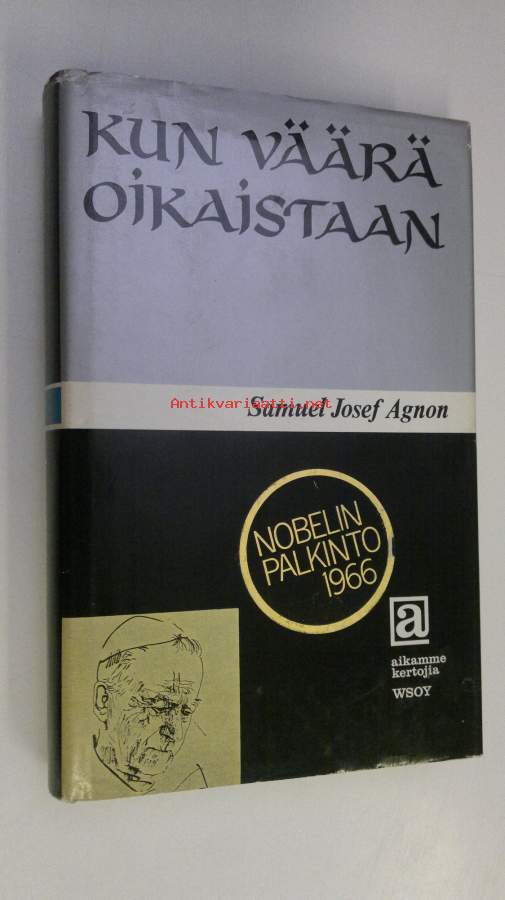 KUN VÄÄRÄ
OIKAISTAAN
Antikvariaatti.net
Samuel Josef Agnon
NOBELIN
PALKINTO
1966
a
aikamme
kertojia
WSOY